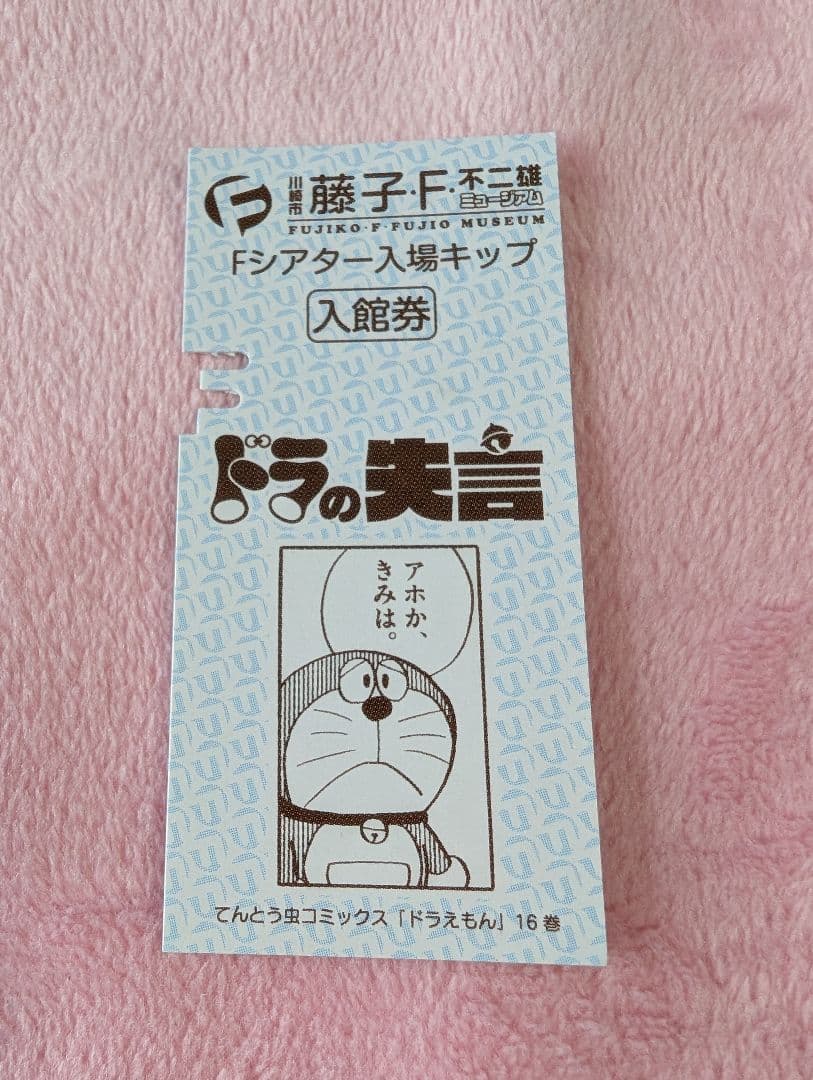 川崎市 藤子・F・不二雄 ミュージアム
FUJIKO・F・FUJIO MUSEUM
Fシアター入場キップ
入館券
ドラの失言
アホか、
きみは。
てんとう虫コミックス「ドラえもん」16巻